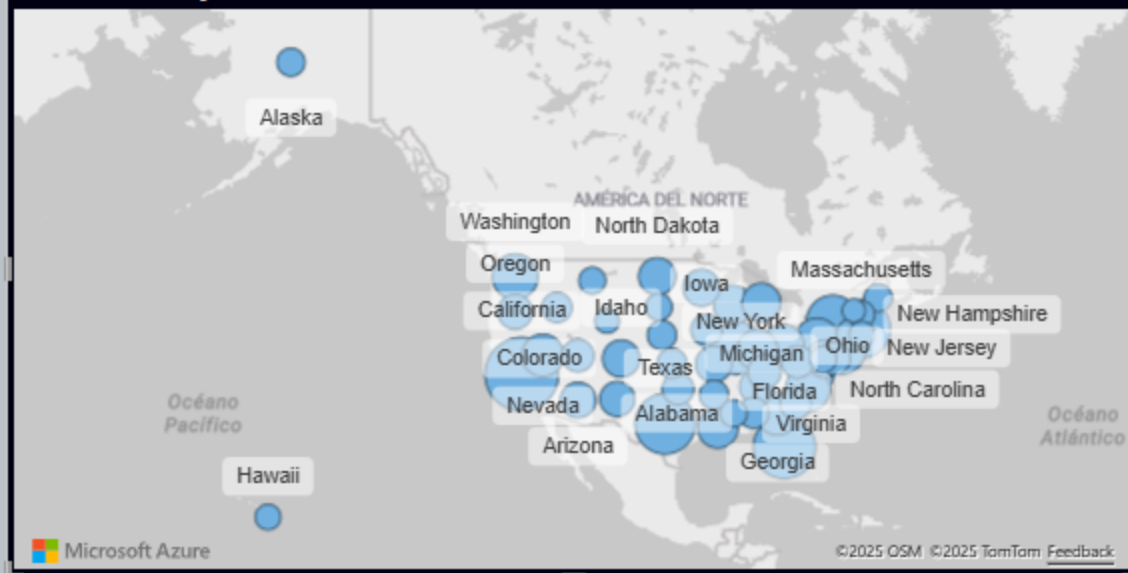 Alaska
AMÉRICA DEL NORTE
Washington
North Dakota
Oregon
Massachusetts
Iowa
California
Idaho
New Hampshire
New York
Ohio
New Jersey
Colorado
Michigan
Texas
Florida
North Carolina
Océano
Pacífico
Nevada
Alabama
Océano
Atlántico
Virginia
Arizona
Georgia
Hawaii
Microsoft Azure
©2025 OSM ©2025 TomTom Feedback